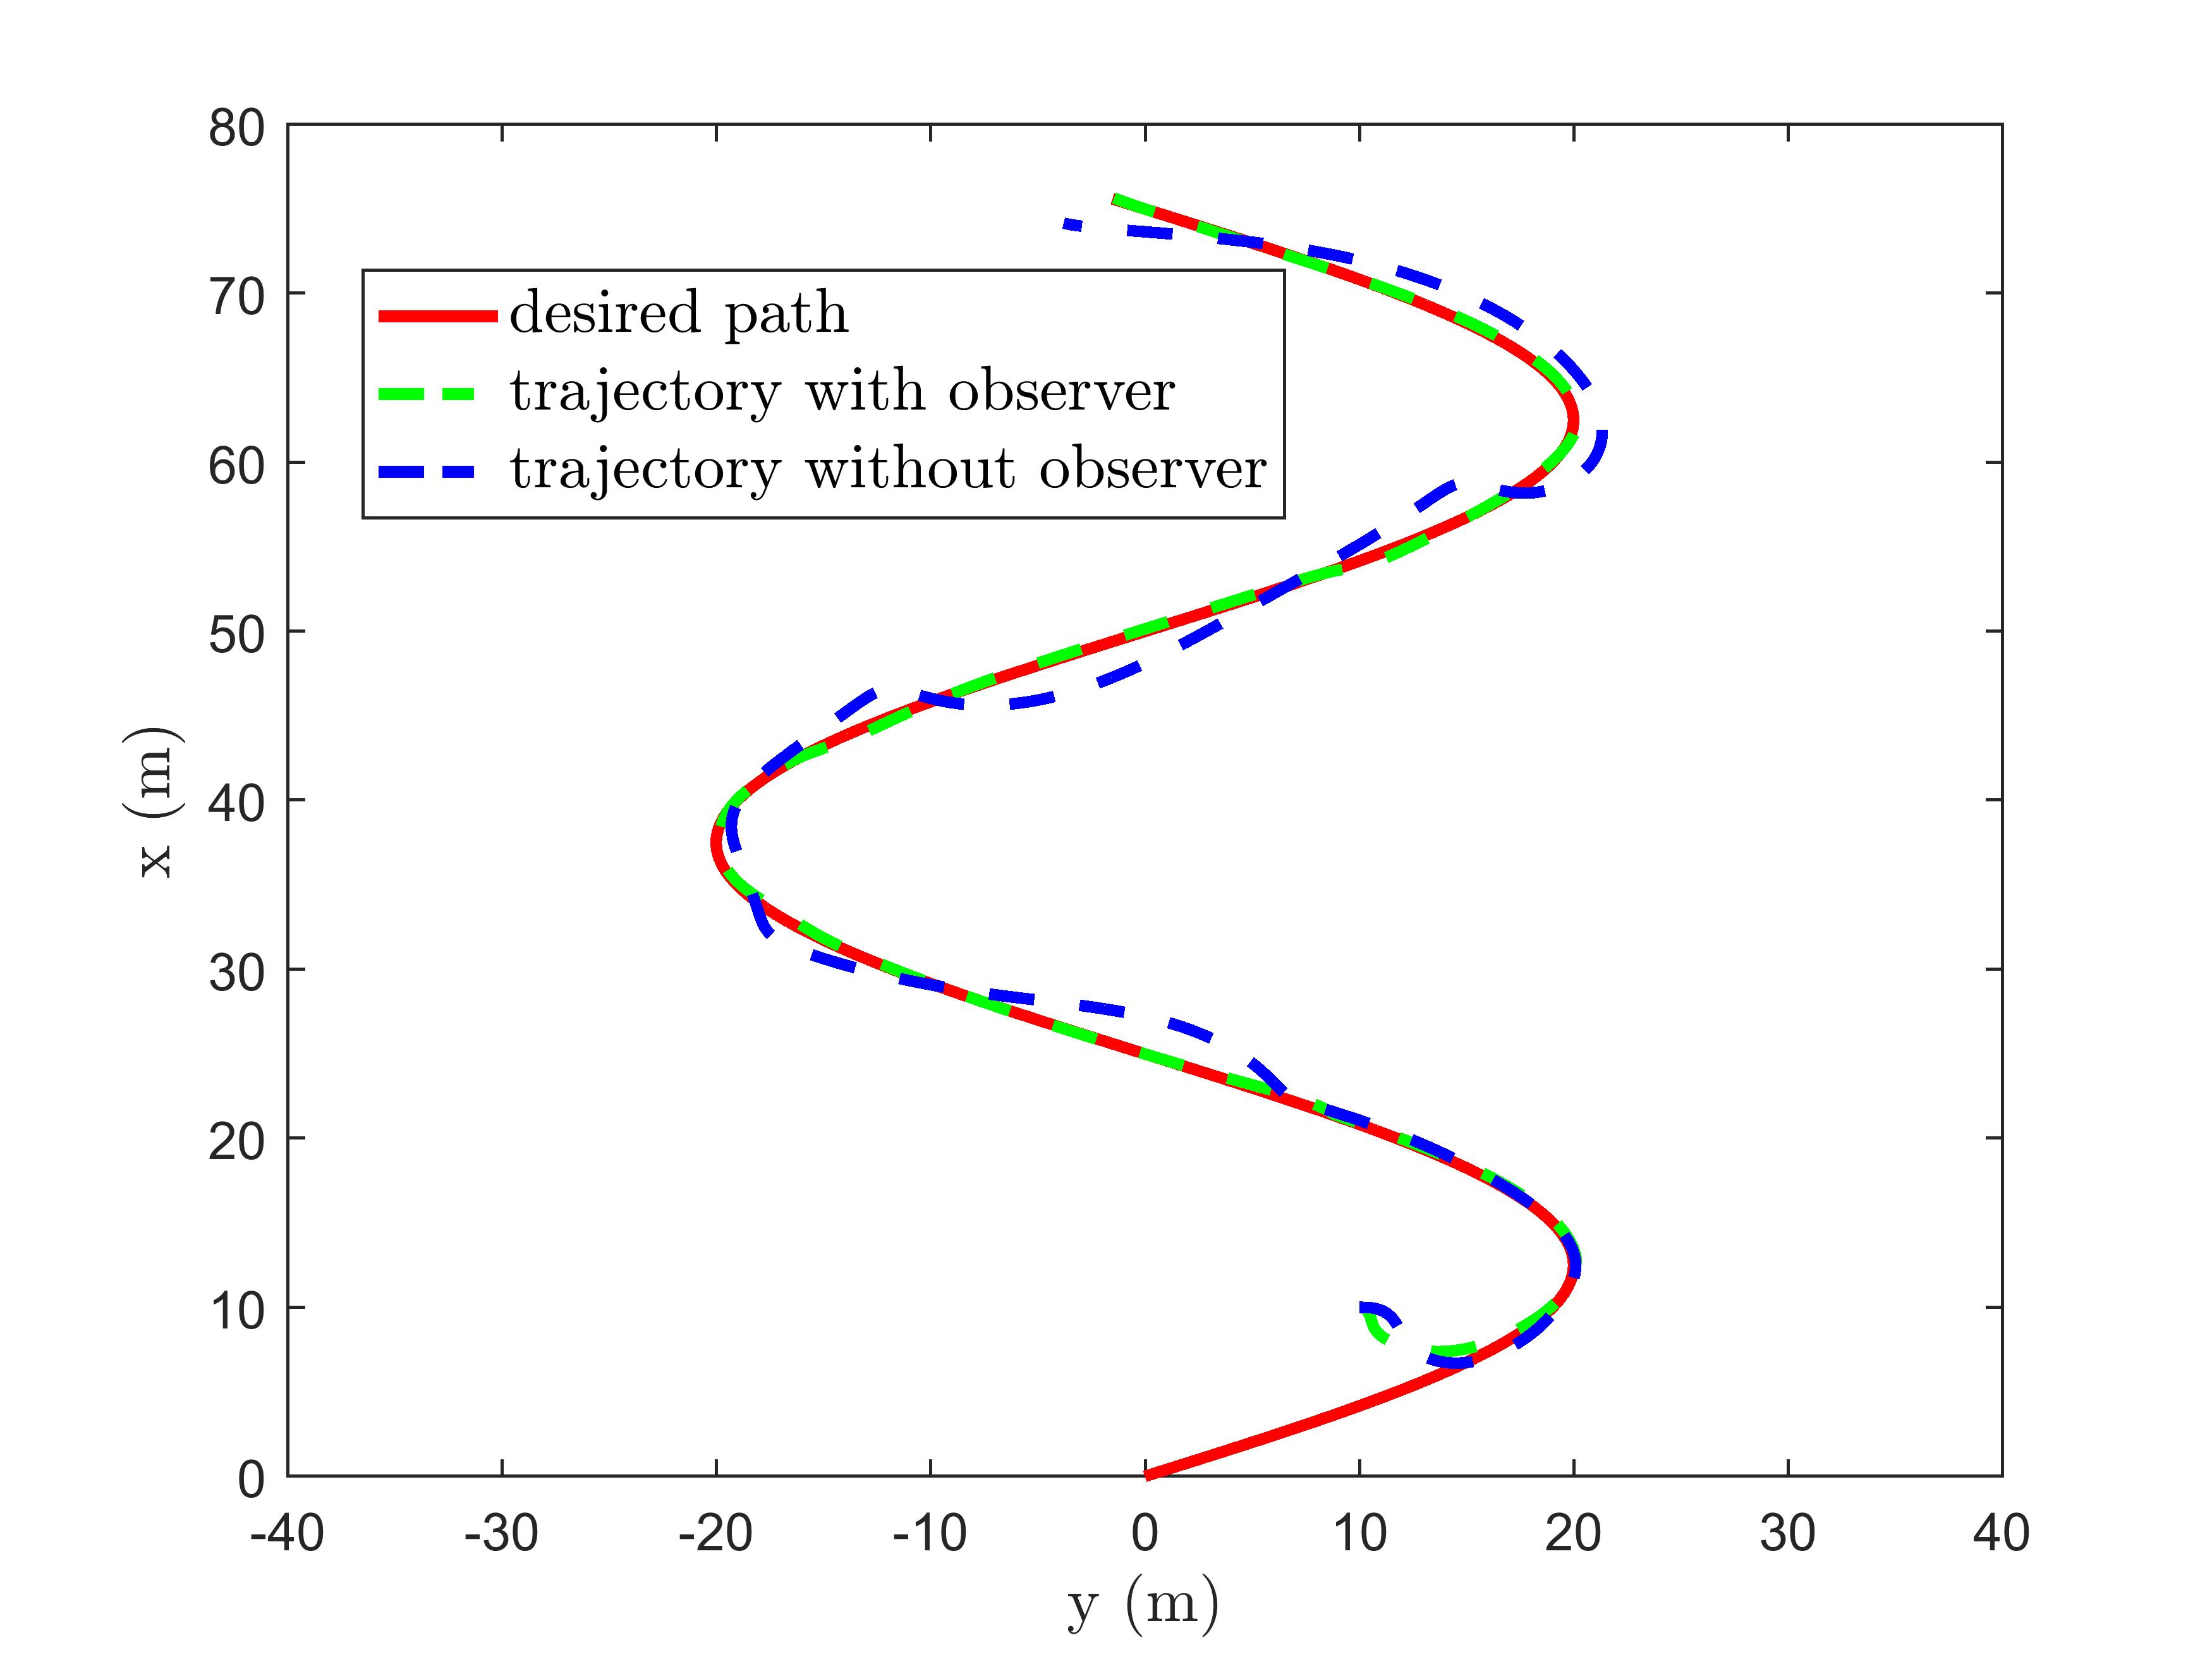 80
70
60
50
40
30
20
10
0
x (m)
desired path
trajectory with observer
trajectory without observer
-40 -30 -20 -10 0 10 20 30 40
y (m)